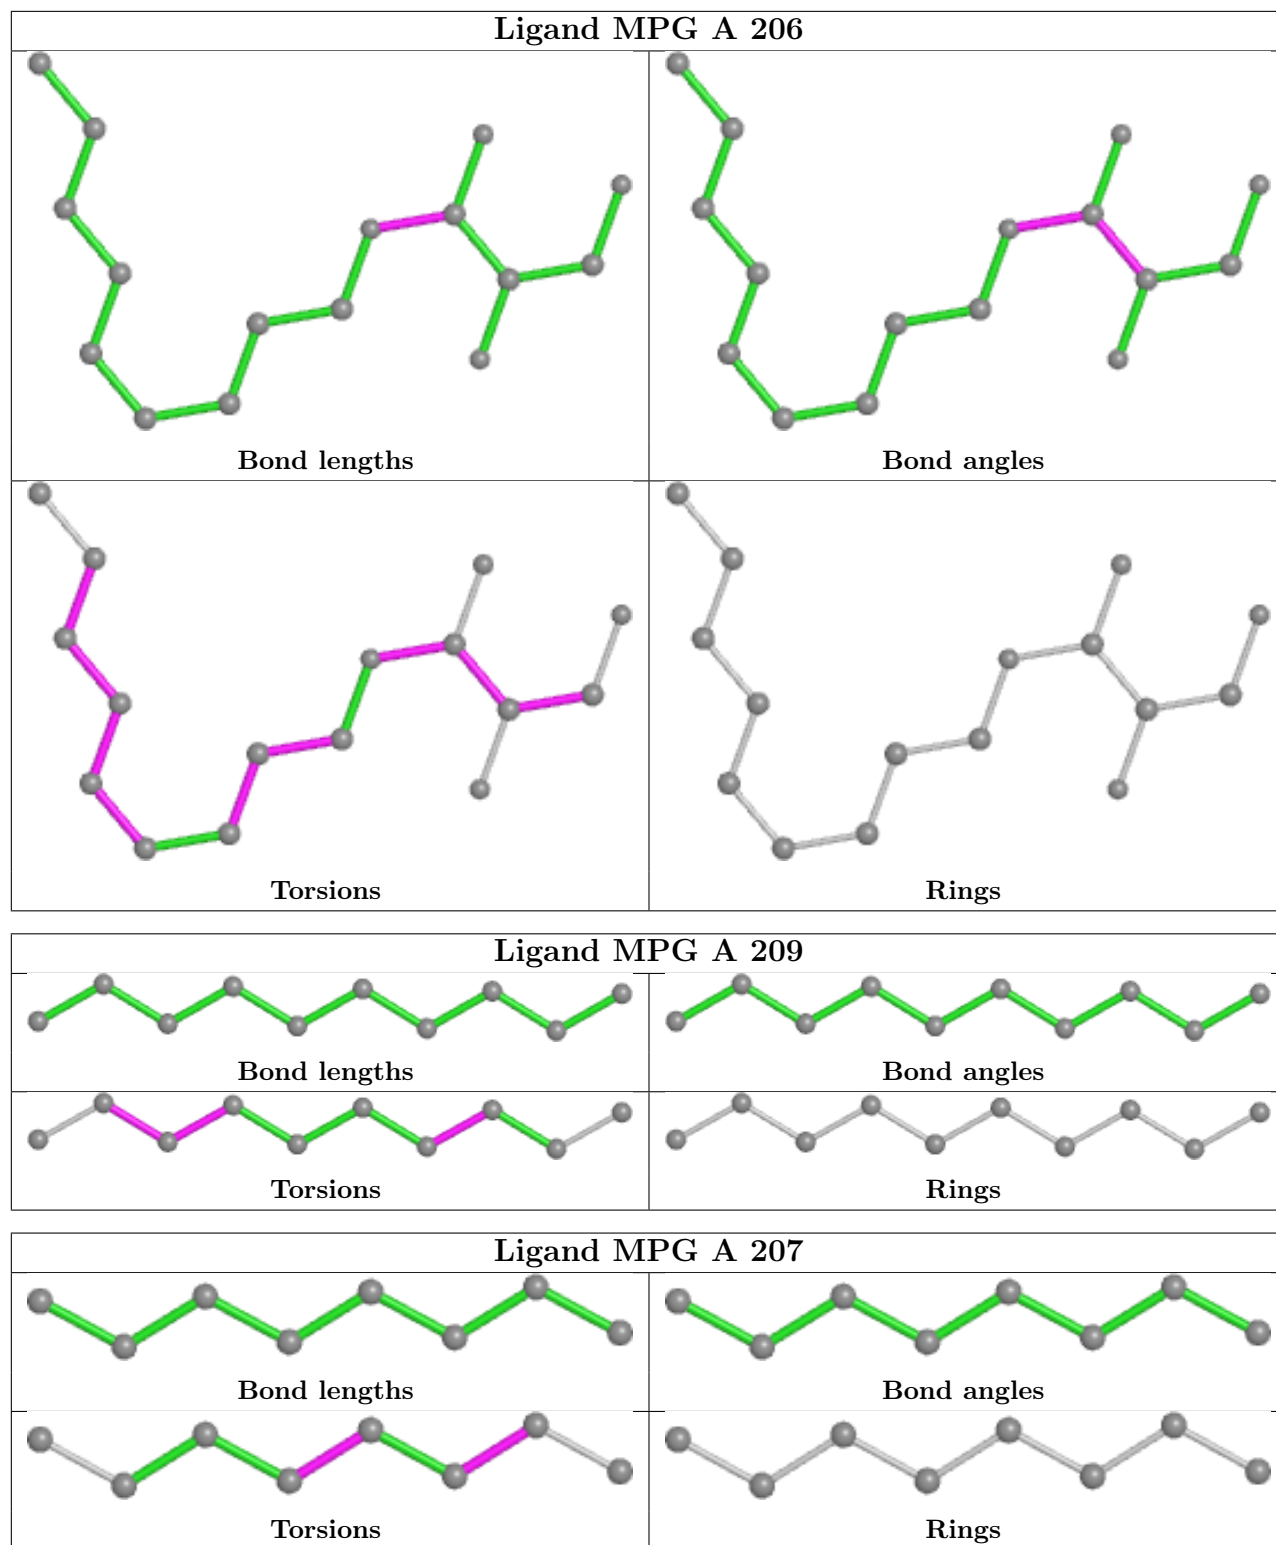 Ligand MPG A 206
Bond lengths
Bond angles
Torsions
Rings
Ligand MPG A 209
Bond lengths
Bond angles
Torsions
Rings
Ligand MPG A 207
Bond lengths
Bond angles
Torsions
Rings